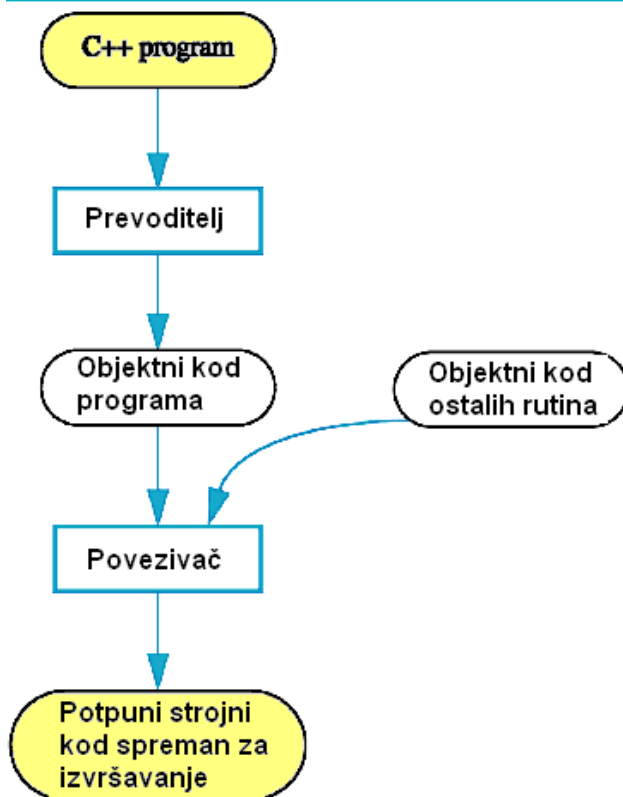 C++ program
Prevoditelj
Objektni kod
programa
Objektni kod
ostalih rutina
Povezivač
Potpuni strojni
kod spreman za
izvršavanje